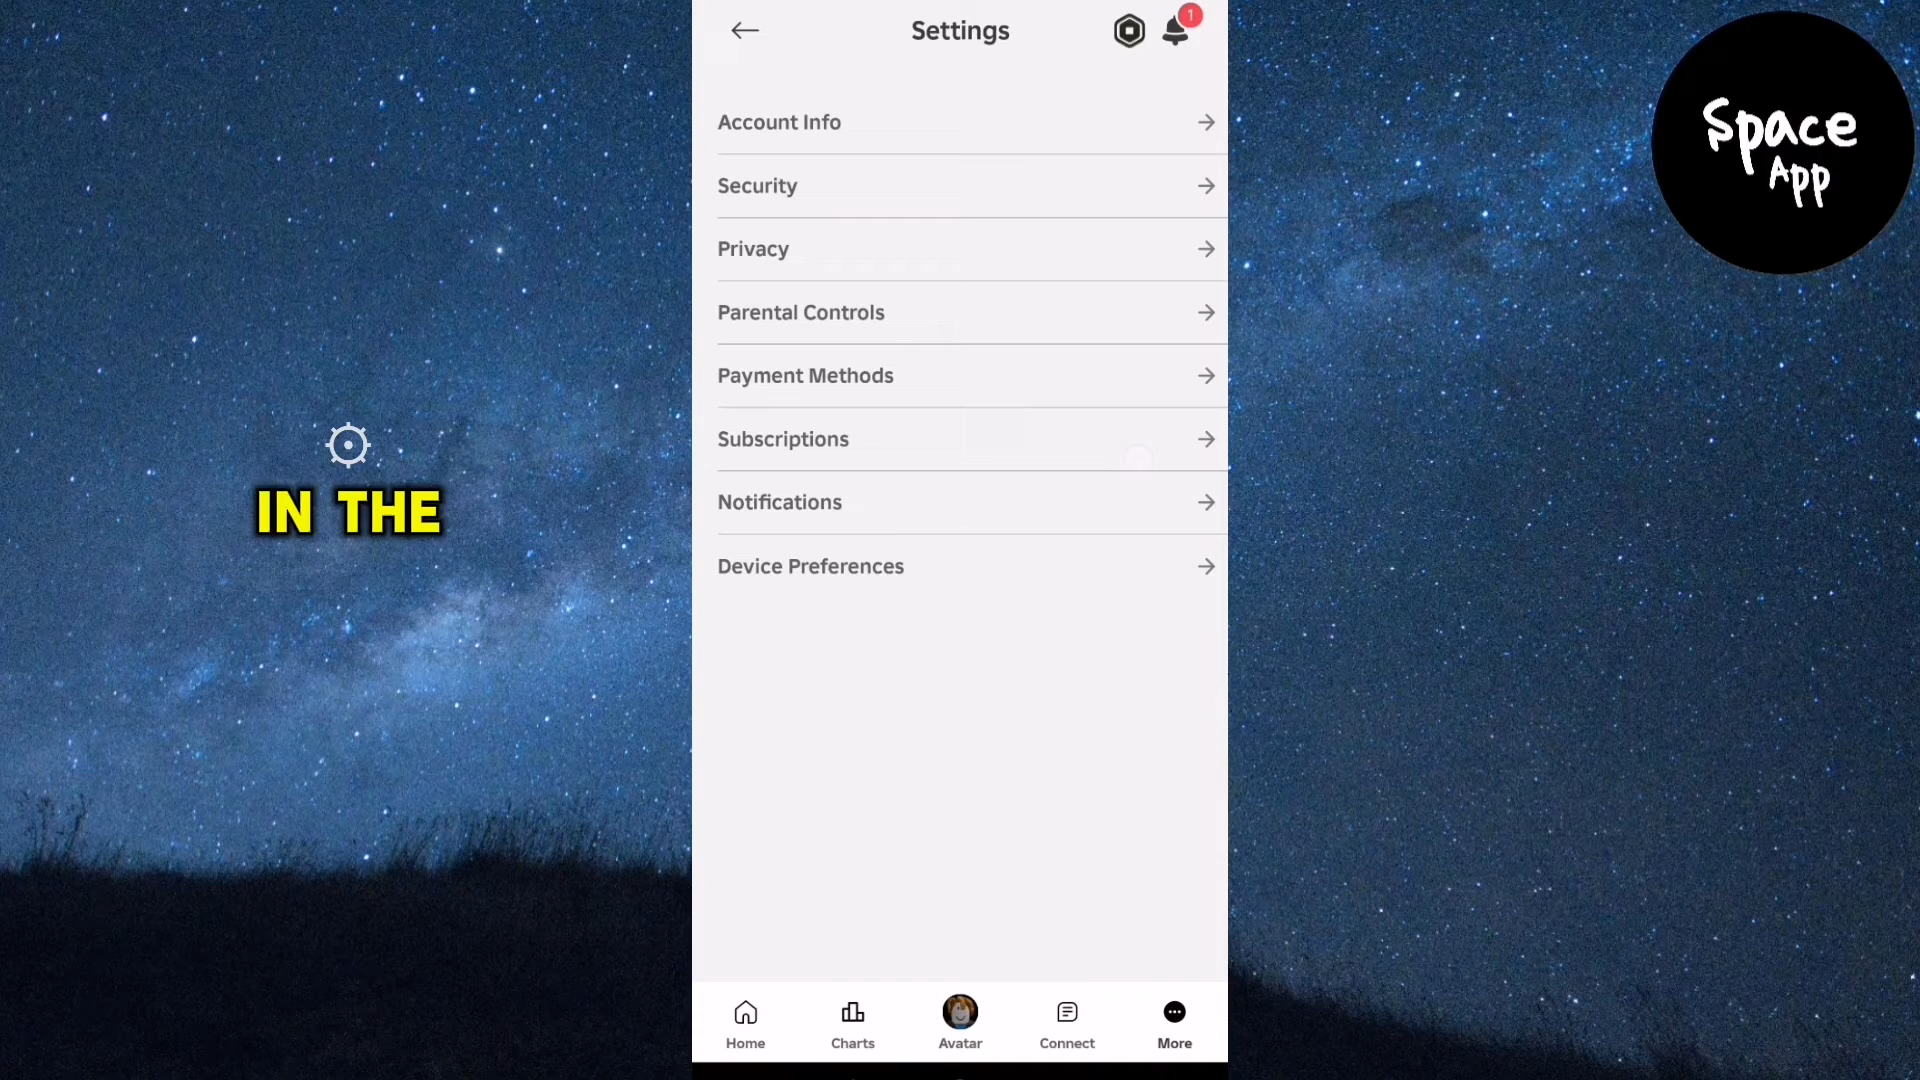 Settings
1
Account Info
Security
Privacy
Parental Controls
Payment Methods
Subscriptions
Notifications
Device Preferences
Home
Charts
Avatar
Connect
More
IN THE
Space
App